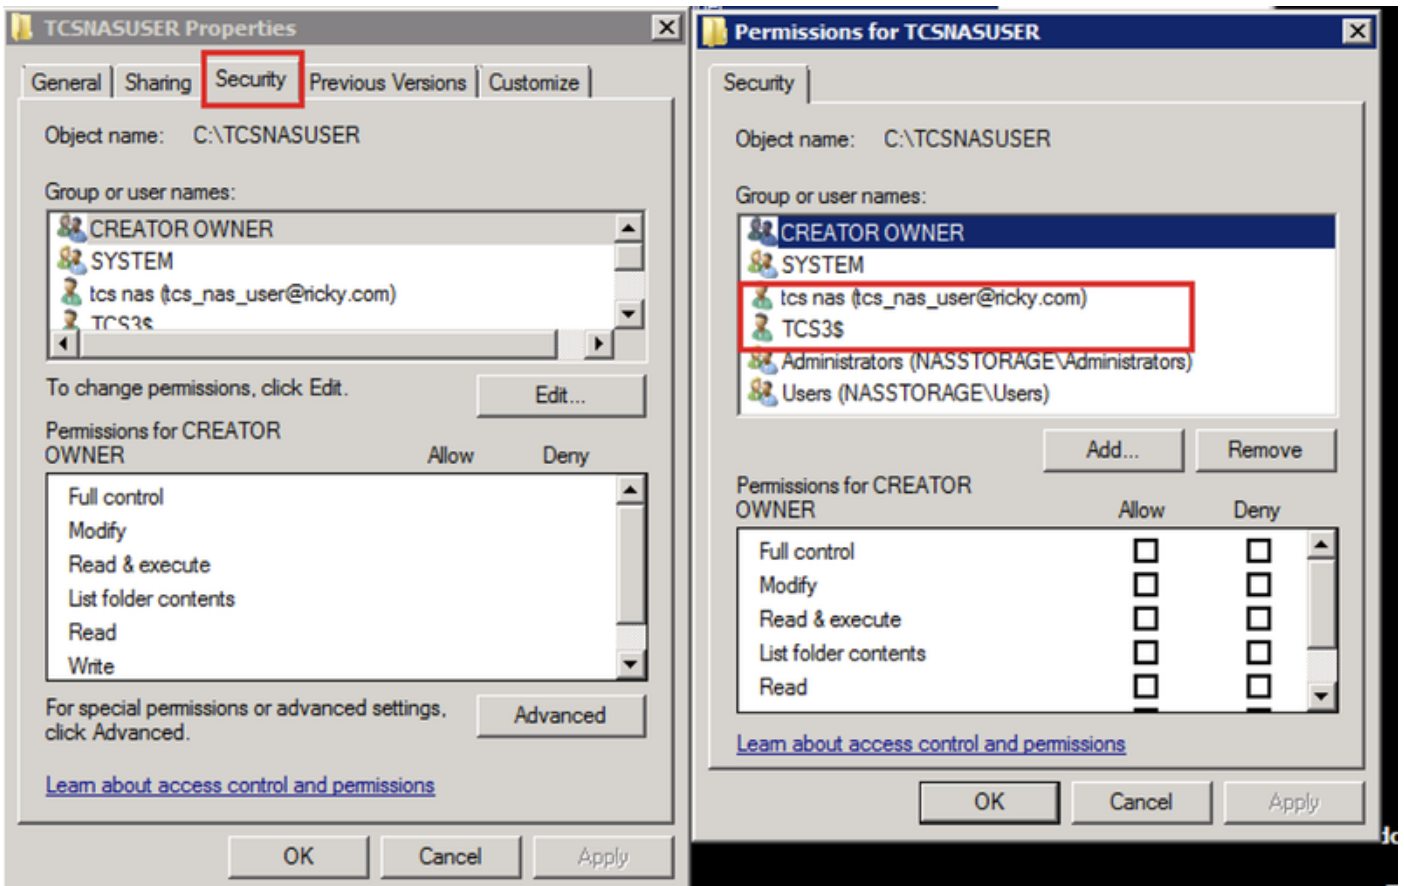 TCSNASUSER Properties
General Sharing Security Previous Versions Customize
Object name: C:\TCSNASUSER
Group or user names:
CREATOR OWNER
SYSTEM
tcs nas (tcs_nas_user@ricky.com)
TCS3$
To change permissions, click Edit.
Edit...
Permissions for CREATOR
OWNER Allow Deny
Full control
Modify
Read & execute
List folder contents
Read
Write
For special permissions or advanced settings,
click Advanced.
Advanced
Learn about access control and permissions
OK Cancel Apply
Permissions for TCSNASUSER
Security
Object name: C:\TCSNASUSER
Group or user names:
CREATOR OWNER
SYSTEM
tcs nas (tcs_nas_user@ricky.com)
TCS3$
Administrators (NASSTORAGE\Administrators)
Users (NASSTORAGE\Users)
Add... Remove
Permissions for CREATOR
OWNER Allow Deny
Full control
Modify
Read & execute
List folder contents
Read
Learn about access control and permissions
OK Cancel Apply